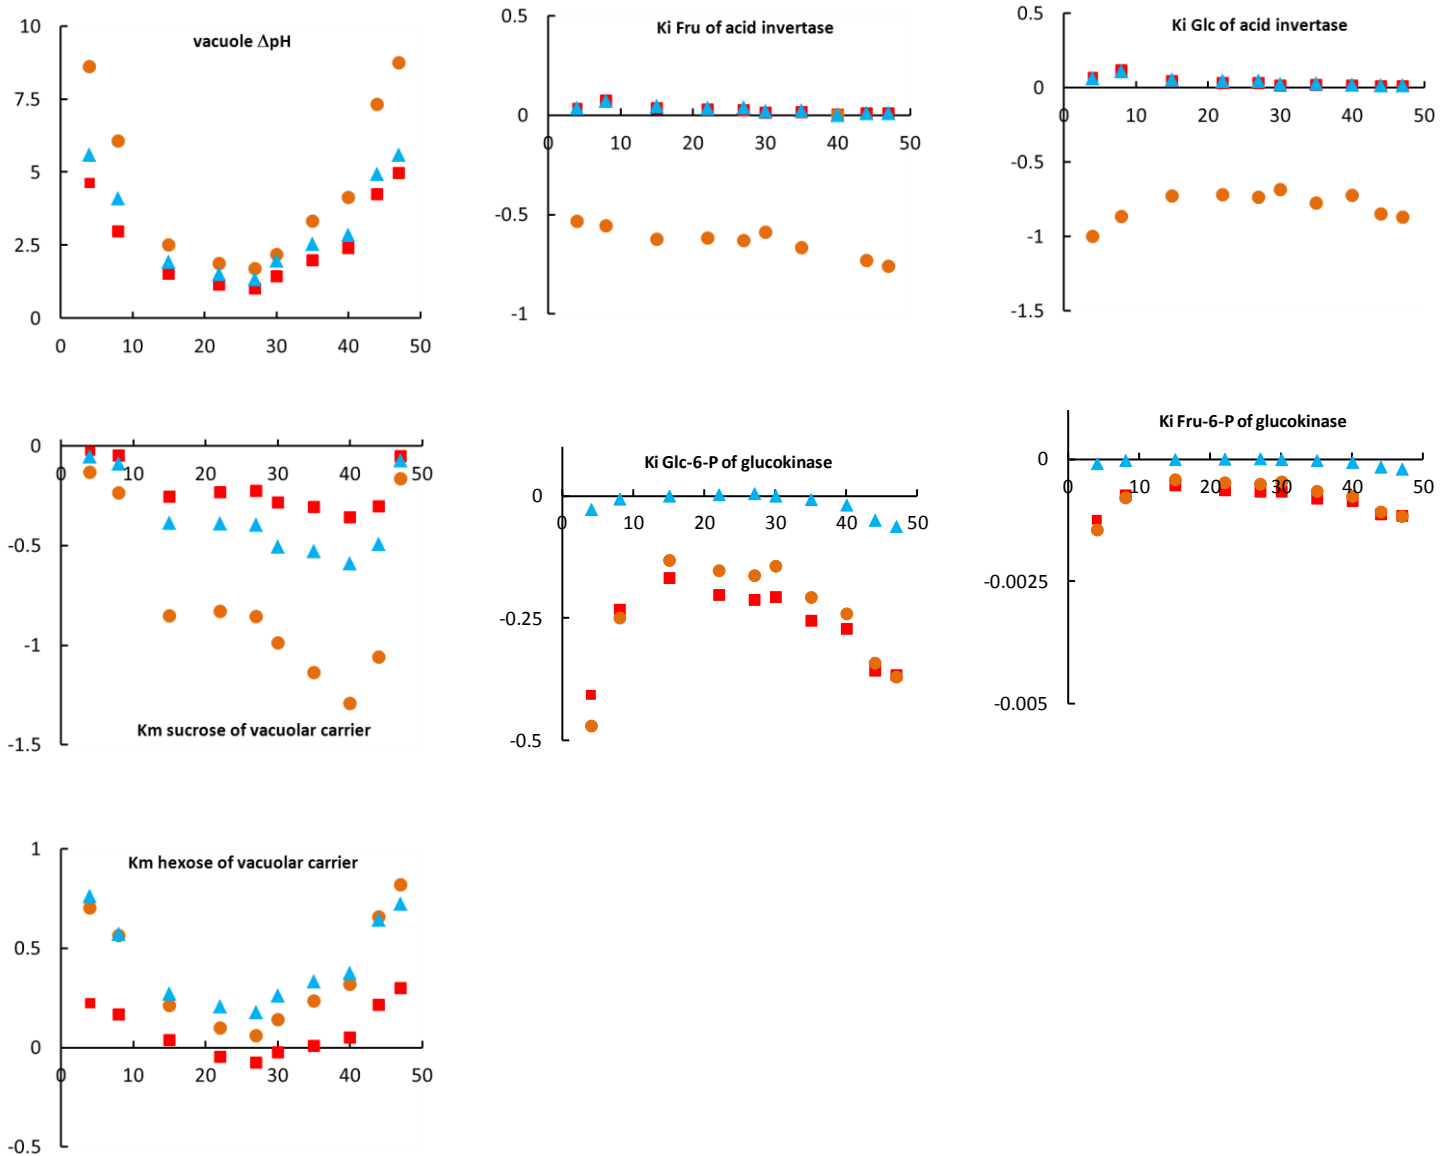 vacuole ΔpH
10
7.5
5
2.5
0
0 10 20 30 40 50
Ki Fru of acid invertase
0.5
0
-0.5
-1
0 10 20 30 40 50
Ki Glc of acid invertase
0.5
0
-0.5
-1
-1.5
0 10 20 30 40 50
0
-0.5
-1
-1.5
0 10 20 30 40 50
Km sucrose of vacuolar carrier
Ki Glc-6-P of glucokinase
0
-0.25
-0.5
0 10 20 30 40 50
Ki Fru-6-P of glucokinase
0
-0.0025
-0.005
0 10 20 30 40 50
Km hexose of vacuolar carrier
1
0.5
0
-0.5
0 10 20 30 40 50